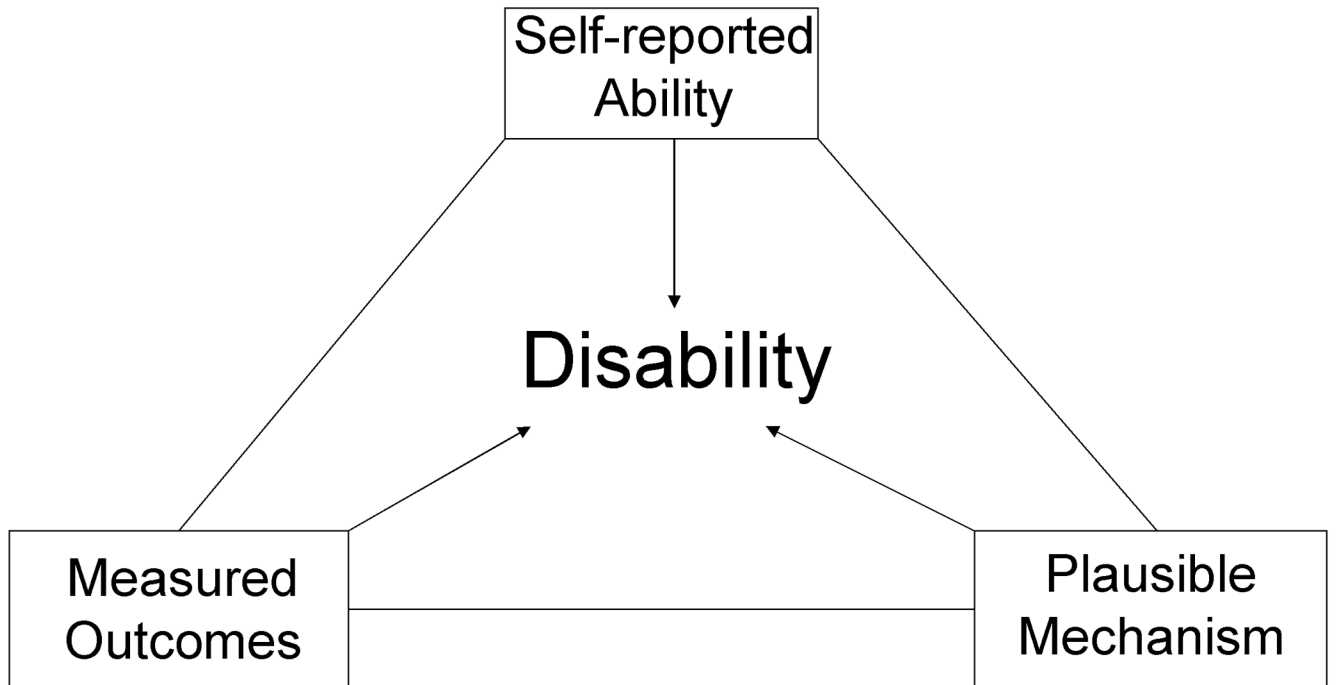 Self-reported
Ability
Disability
Measured
Outcomes
Plausible
Mechanism